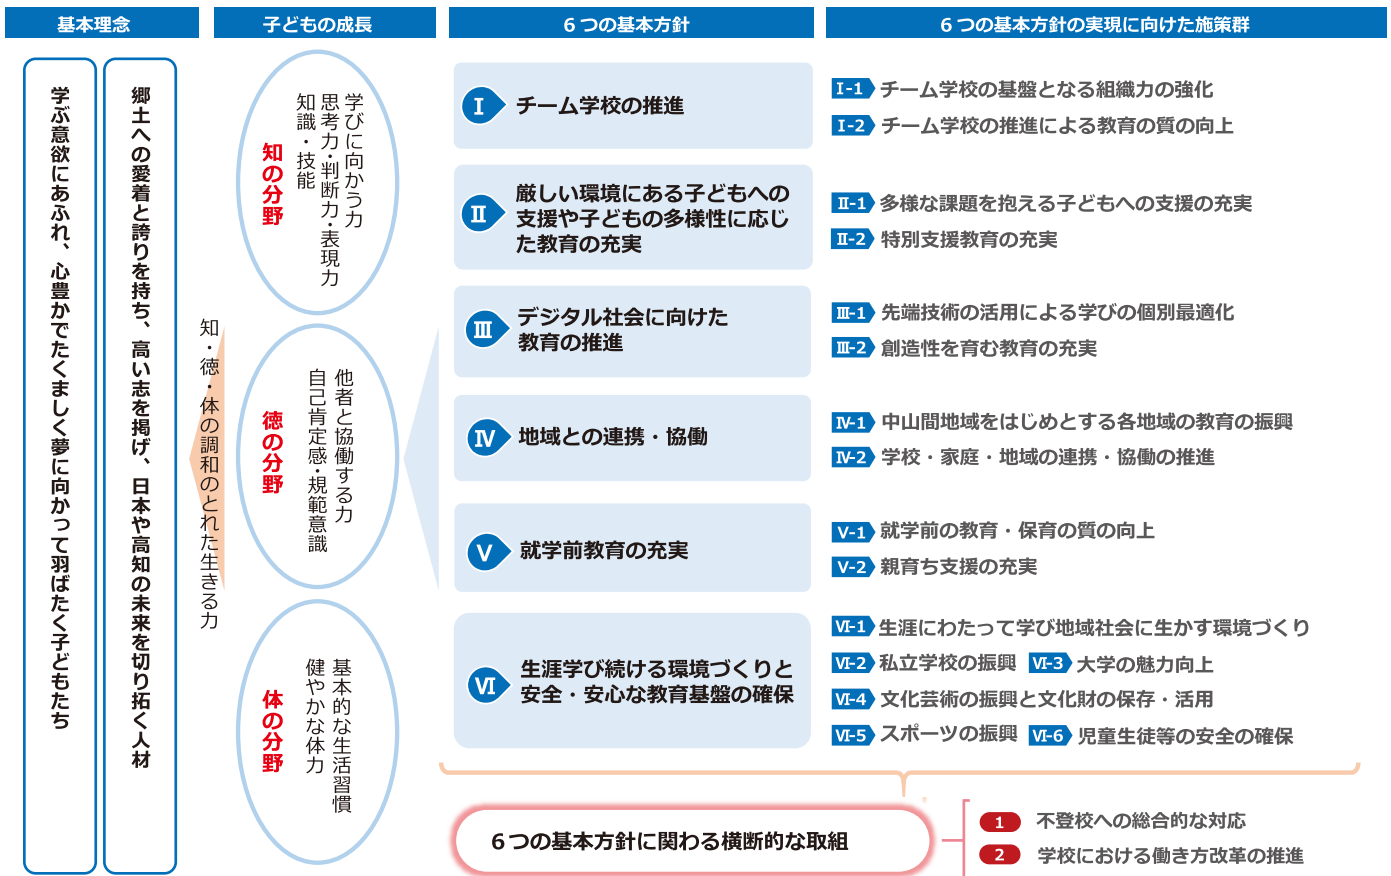 基本理念
子どもの成長
6つの基本方針
6つの基本方針の実現に向けた施策群
郷土への愛着と誇りを持ち、高い志を掲げ、日本や高知の未来を切り拓く人材
学ぶ意欲にあふれ、心豊かでたくましく夢に向かって羽ばたく子どもたち
知・徳・体の調和のとれた生きる力
学びに向かう力
思考力・判断力・表現力
知識・技能
知の分野
他者と協働する力
自己肯定感・規範意識
徳の分野
基本的な生活習慣
健やかな体力
体の分野
Ⅰ チーム学校の推進
Ⅰ-1 チーム学校の基盤となる組織力の強化
Ⅰ-2 チーム学校の推進による教育の質の向上
Ⅱ 厳しい環境にある子どもへの
支援や子どもの多様性に応じ
た教育の充実
Ⅱ-1 多様な課題を抱える子どもへの支援の充実
Ⅱ-2 特別支援教育の充実
Ⅲ デジタル社会に向けた
教育の推進
Ⅲ-1 先端技術の活用による学びの個別最適化
Ⅲ-2 創造性を育む教育の充実
Ⅳ 地域との連携・協働
Ⅳ-1 中山間地域をはじめとする各地域の教育の振興
Ⅳ-2 学校・家庭・地域の連携・協働の推進
Ⅴ 就学前教育の充実
Ⅴ-1 就学前の教育・保育の質の向上
Ⅴ-2 親育ち支援の充実
Ⅵ 生涯学び続ける環境づくりと
安全・安心な教育基盤の確保
Ⅵ-1 生涯にわたって学び地域社会に生かす環境づくり
Ⅵ-2 私立学校の振興 Ⅵ-3 大学の魅力向上
Ⅵ-4 文化芸術の振興と文化財の保存・活用
Ⅵ-5 スポーツの振興 Ⅵ-6 児童生徒等の安全の確保
6つの基本方針に関わる横断的な取組
1 不登校への総合的な対応
2 学校における働き方改革の推進